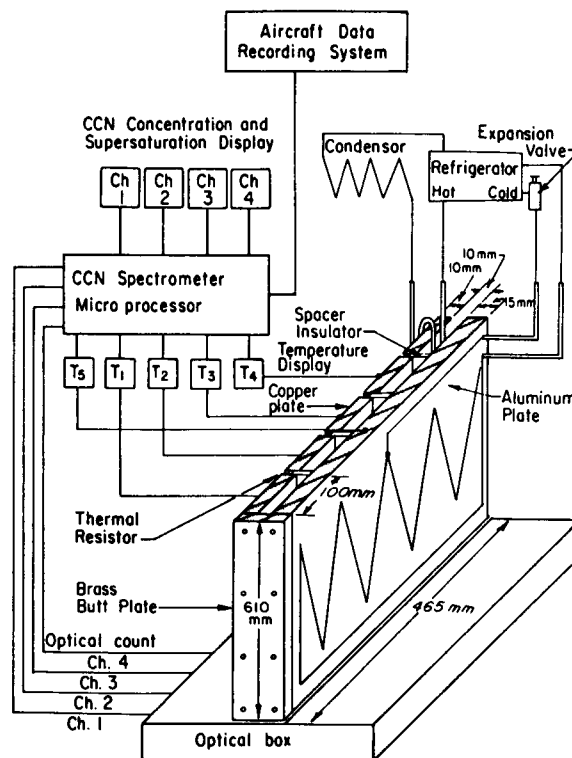 Aircraft Data
Recording System
CCN Concentration and
Supersaturation Display
Ch
1
Ch
2
Ch
3
Ch
4
Condensor
Expansion
Valve
Refrigerator
Hot Cold
CCN Spectrometer
Micro processor
10mm
10mm
15mm
Spacer
Insulator
Temperature
Display
T5
T1
T2
T3
T4
Copper
plate
Aluminum
Plate
100mm
Thermal
Resistor
Brass
Butt Plate
610
mm
465 mm
Optical count
Ch. 4
Ch. 3
Ch. 2
Ch. 1
Optical box